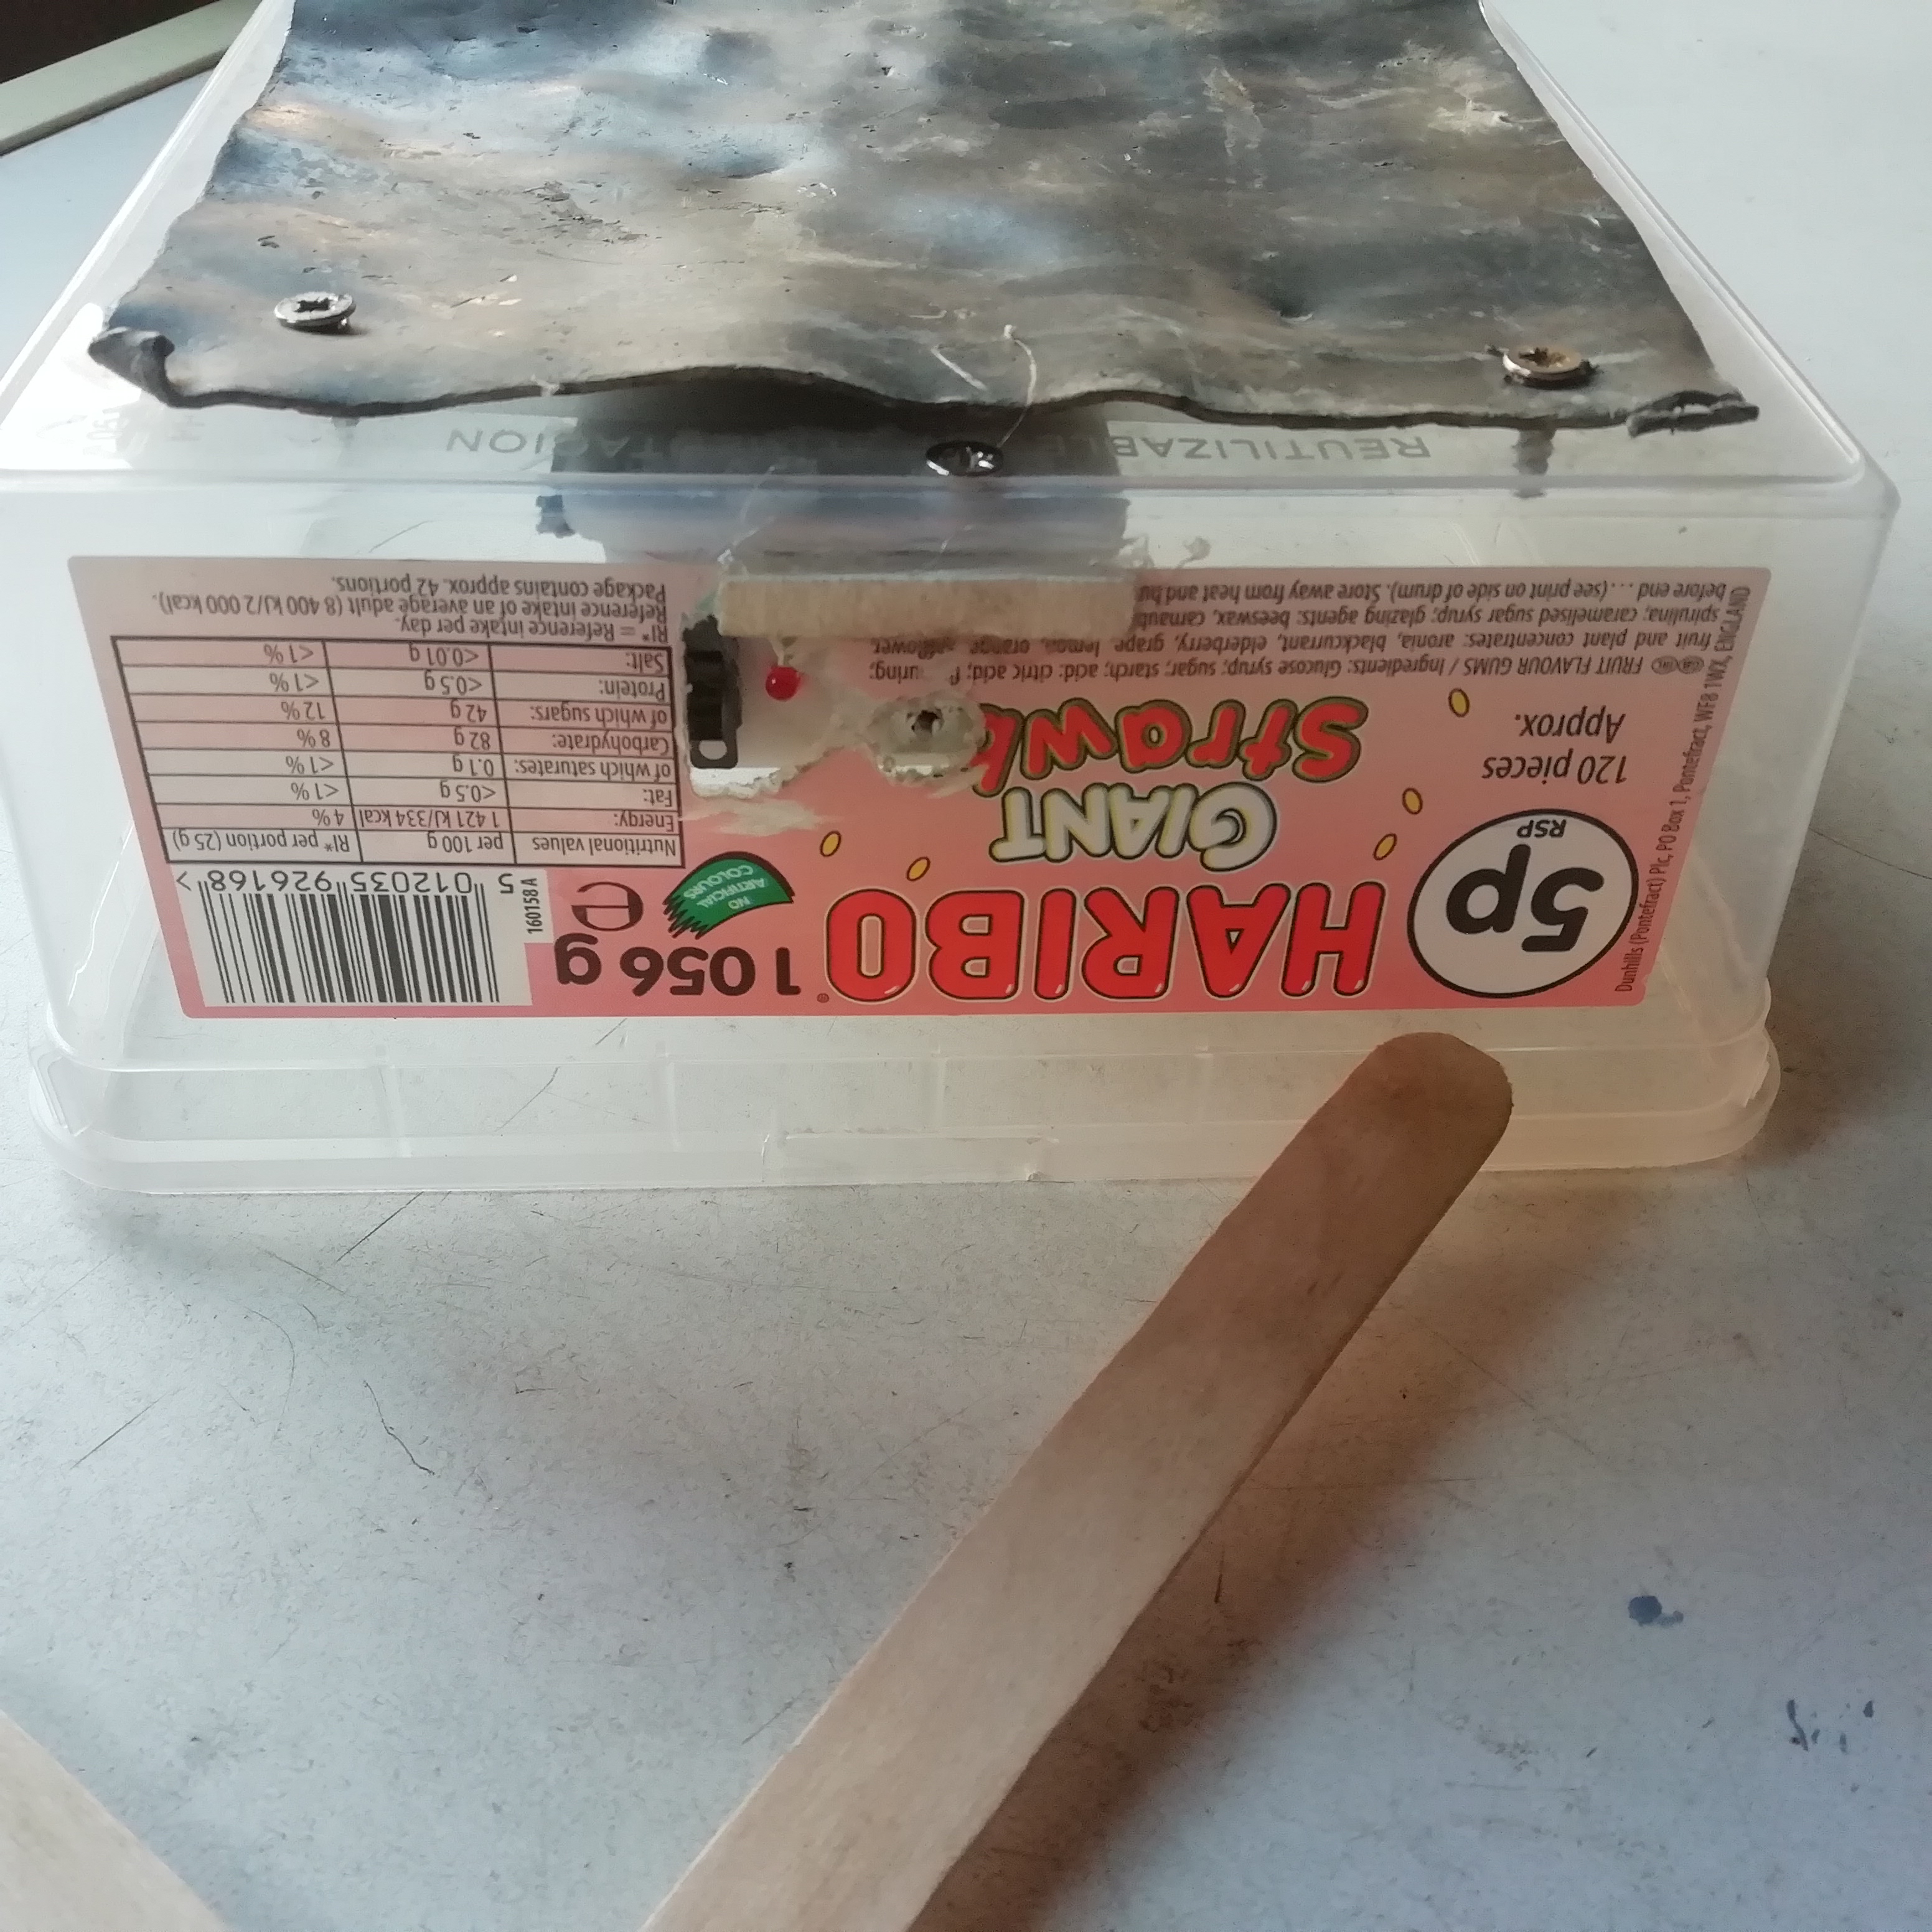 5p
RSP
120 pieces
Approx.
HARIBO
GIANT
Straw
FRUIT FLAVOUR GUMS / Ingredients: Glucose syrup; sugar; starch; acid: citric acid;
fruit and plant concentrates: aronia, blackcurrant, elderberry, grape, lemon, orange,
spirulina; caramelised sugar syrup; glazing agents: beeswax,
before end ... (see print on side of drum). Store away from heat and
Dunhills (Pontefract) Plc, PO Box 1, Pontefract, WF8 1WX, ENGLAND
1056 g
e
NO
ARTIFICIAL
COLOURS
160158A
5 012035 926168 >
Nutritional values per 100 g RI* per portion (25 g)
Energy: 1421 kJ/334 kcal 4%
Fat: <0.5 g <1%
of which saturates: 0.1 g <1%
Carbohydrate: 82 g 8%
of which sugars: 42 g 12%
Protein: <0.5 g <1%
Salt: <0.01 g <1%
RI* = Reference intake per day.
Reference intake of an average adult (8 400 kJ/2 000 kcal).
Package contains approx. 42 portions.